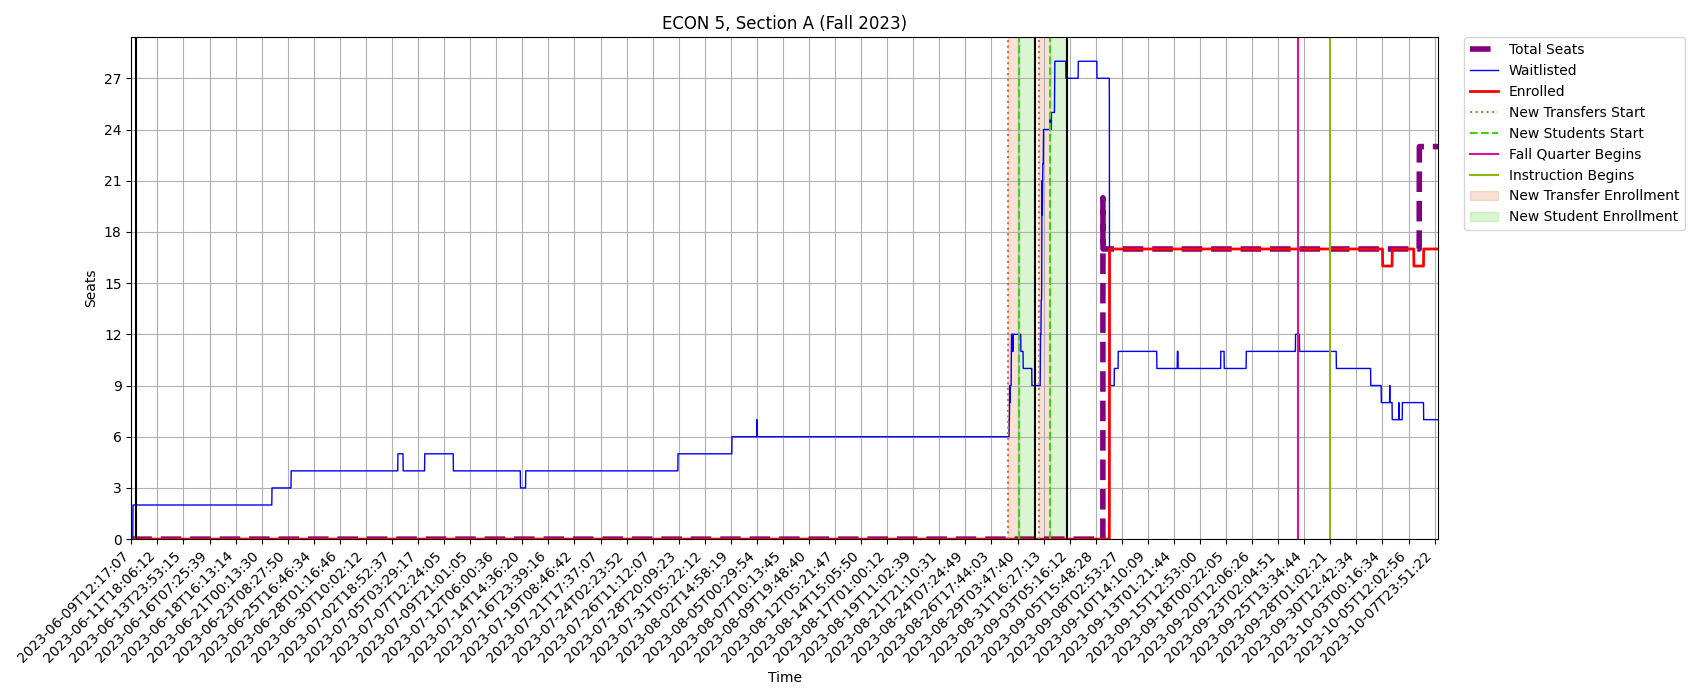 ECON 5, Section A (Fall 2023)
Total Seats
Waitlisted
Enrolled
New Transfers Start
New Students Start
Fall Quarter Begins
Instruction Begins
New Transfer Enrollment
New Student Enrollment
Seats
27
24
21
18
15
12
9
6
3
0
2023-06-09T12:17:07
2023-06-11T18:06:12
2023-06-13T23:53:15
2023-06-16T07:25:39
2023-06-18T16:13:14
2023-06-21T00:13:30
2023-06-23T08:27:50
2023-06-25T16:46:34
2023-06-28T01:16:46
2023-06-30T10:02:12
2023-07-02T18:52:37
2023-07-05T03:29:17
2023-07-07T12:24:05
2023-07-09T21:01:05
2023-07-12T06:00:36
2023-07-14T14:36:20
2023-07-16T23:39:16
2023-07-19T08:46:42
2023-07-21T17:37:07
2023-07-24T02:23:52
2023-07-26T11:12:07
2023-07-28T20:09:23
2023-07-31T05:22:12
2023-08-02T14:58:19
2023-08-05T00:29:54
2023-08-07T10:13:45
2023-08-09T19:48:40
2023-08-12T05:21:47
2023-08-14T15:05:50
2023-08-17T01:00:12
2023-08-19T11:02:39
2023-08-21T21:10:31
2023-08-24T07:24:49
2023-08-26T17:44:03
2023-08-29T03:47:40
2023-08-31T16:27:13
2023-09-03T05:16:12
2023-09-05T15:48:28
2023-09-08T02:53:27
2023-09-10T14:10:09
2023-09-13T01:21:44
2023-09-15T12:53:00
2023-09-18T00:22:05
2023-09-20T12:06:26
2023-09-23T02:04:51
2023-09-25T13:34:44
2023-09-28T01:02:21
2023-09-30T12:42:34
2023-10-03T00:16:34
2023-10-05T12:02:56
2023-10-07T23:51:22
Time